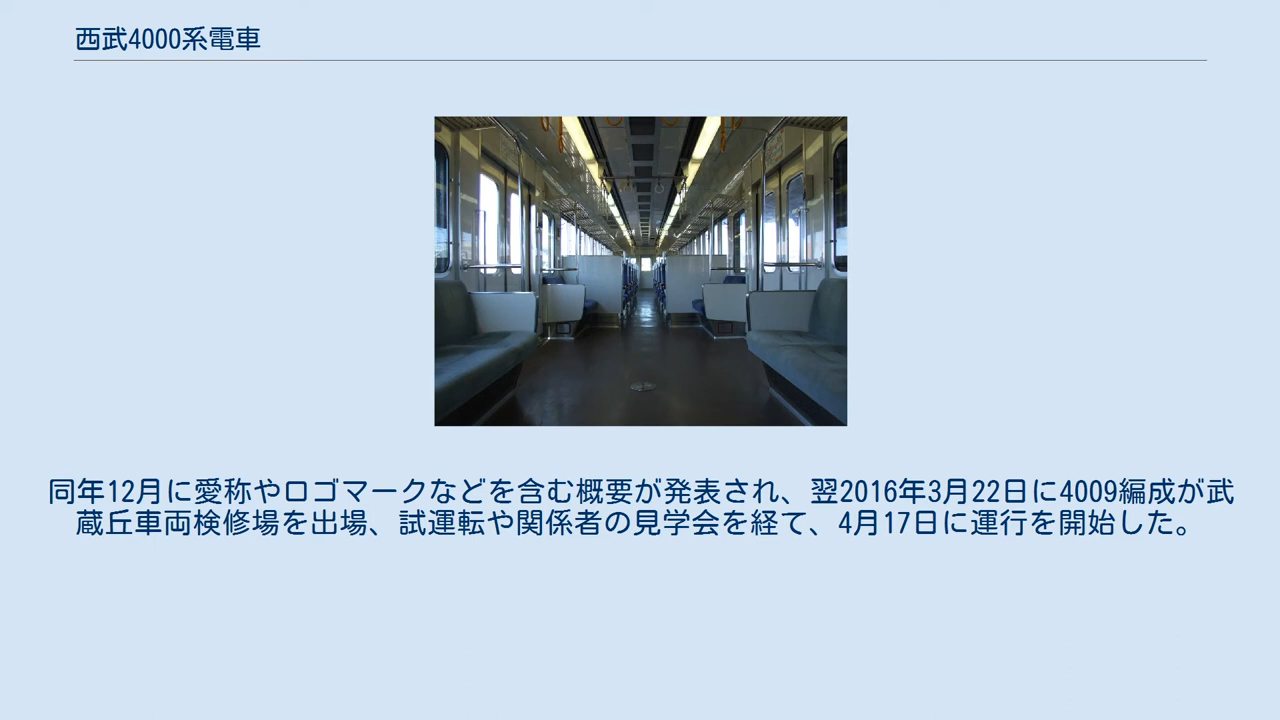 西武4000系電車
同年12月に愛称やロゴマークなどを含む概要が発表され、翌2016年3月22日に4009編成が武
蔵丘車両検修場を出場、試運転や関係者の見学会を経て、4月17日に運行を開始した。